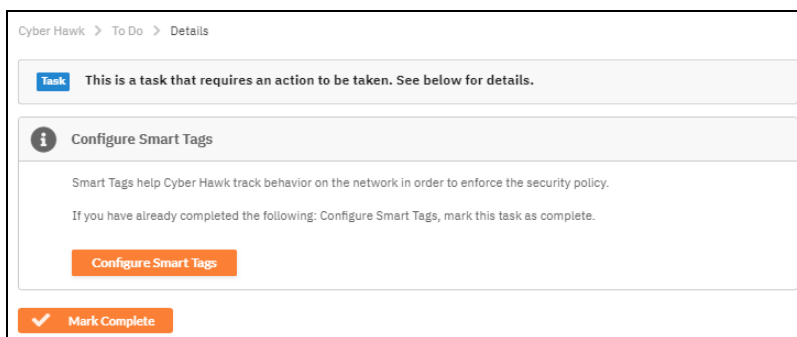 Cyber Hawk > To Do > Details
Task This is a task that requires an action to be taken. See below for details.
Configure Smart Tags
Smart Tags help Cyber Hawk track behavior on the network in order to enforce the security policy.
If you have already completed the following: Configure Smart Tags, mark this task as complete.
Configure Smart Tags
Mark Complete